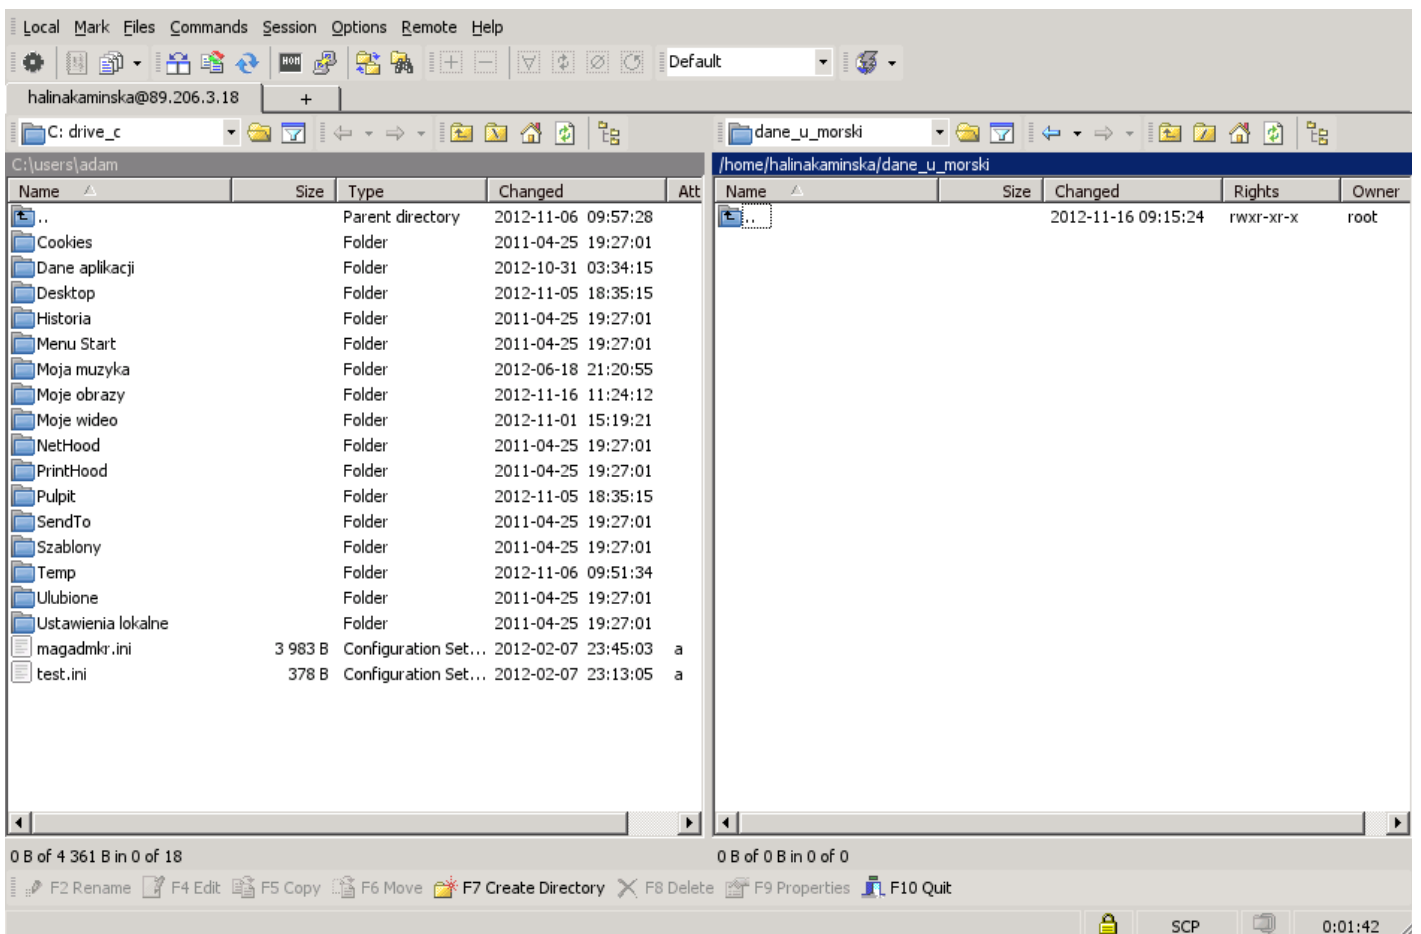 Local Mark Files Commands Session Options Remote Help
Default
halinakaminska@89.206.3.18 +
C: drive_c dane_u_morski
C:\users\adam /home/halinakaminska/dane_u_morski
Name Size Type Changed Att Name Size Changed Rights Owner
.. Parent directory 2012-11-06 09:57:28 .. 2012-11-16 09:15:24 rwxr-xr-x root
Cookies Folder 2011-04-25 19:27:01
Dane aplikacji Folder 2012-10-31 03:34:15
Desktop Folder 2012-11-05 18:35:15
Historia Folder 2011-04-25 19:27:01
Menu Start Folder 2011-04-25 19:27:01
Moja muzyka Folder 2012-06-18 21:20:55
Moje obrazy Folder 2012-11-16 11:24:12
Moje wideo Folder 2012-11-01 15:19:21
NetHood Folder 2011-04-25 19:27:01
PrintHood Folder 2011-04-25 19:27:01
Pulpit Folder 2012-11-05 18:35:15
SendTo Folder 2011-04-25 19:27:01
Szablony Folder 2011-04-25 19:27:01
Temp Folder 2012-11-06 09:51:34
Ulubione Folder 2011-04-25 19:27:01
Ustawienia lokalne Folder 2011-04-25 19:27:01
magadmkr.ini 3 983 B Configuration Set... 2012-02-07 23:45:03 a
test.ini 378 B Configuration Set... 2012-02-07 23:13:05 a
0 B of 4 361 B in 0 of 18 0 B of 0 B in 0 of 0
F2 Rename F4 Edit F5 Copy F6 Move F7 Create Directory F8 Delete F9 Properties F10 Quit
SCP 0:01:42